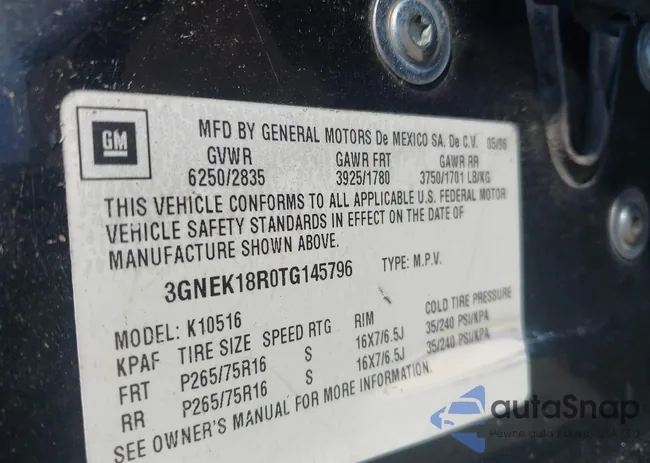 GM
MFD BY GENERAL MOTORS De MEXICO SA. De C.V. 05/96
GVWR GAWR FRT GAWR RR
6250/2835 3925/1780 3750/1701 LB/KG
THIS VEHICLE CONFORMS TO ALL APPLICABLE U.S. FEDERAL MOTOR
VEHICLE SAFETY STANDARDS IN EFFECT ON THE DATE OF
MANUFACTURE SHOWN ABOVE.
3GNEK18R0TG145796 TYPE: M.P.V.
MODEL: K10516
KPAF TIRE SIZE SPEED RTG RIM COLD TIRE PRESSURE
FRT P265/75R16 S 16X7/6.5J 35/240 PSI/KPA
RR P265/75R16 S 16X7/6.5J 35/240 PSI/KPA
SEE OWNER'S MANUAL FOR MORE INFORMATION.
autaSnap
Pewne auta z